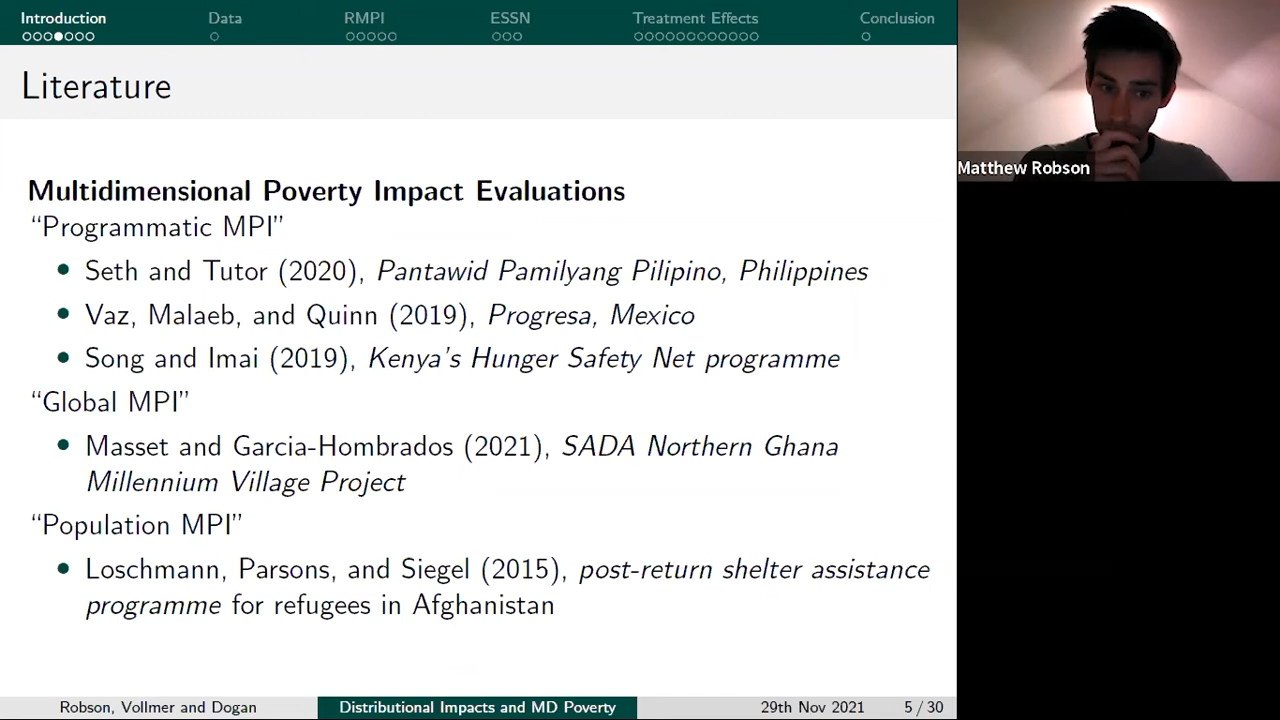 Introduction Data RMPI ESSN Treatment Effects Conclusion
Literature
Matthew Robson
Multidimensional Poverty Impact Evaluations
“Programmatic MPI”
• Seth and Tutor (2020), Pantawid Pamilyang Pilipino, Philippines
• Vaz, Malaeb, and Quinn (2019), Progresa, Mexico
• Song and Imai (2019), Kenya’s Hunger Safety Net programme
“Global MPI”
• Masset and Garcia-Hombrados (2021), SADA Northern Ghana
Millennium Village Project
“Population MPI”
• Loschmann, Parsons, and Siegel (2015), post-return shelter assistance
programme for refugees in Afghanistan
Robson, Vollmer and Dogan Distributional Impacts and MD Poverty 29th Nov 2021 5 / 30